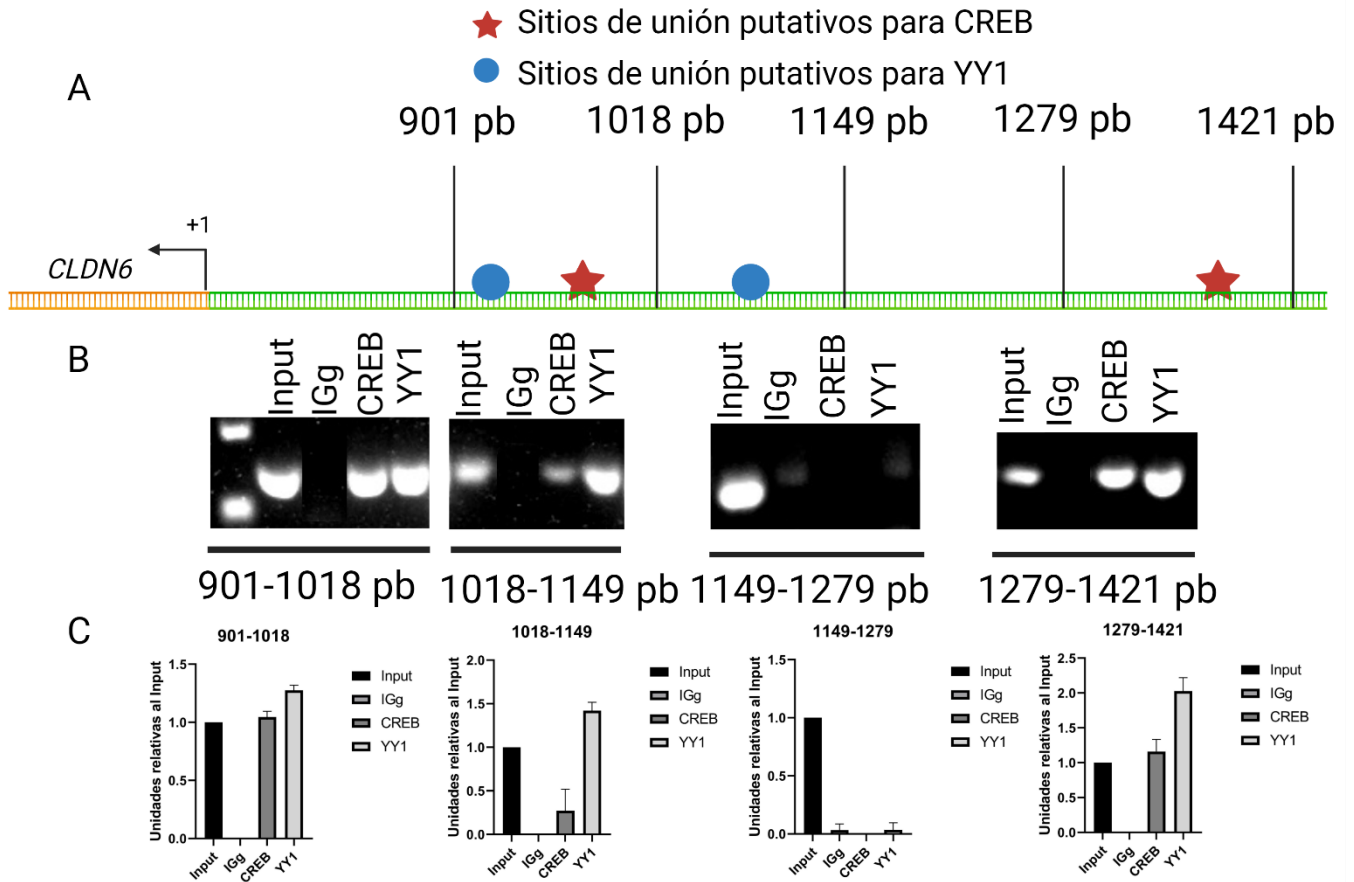 Sitios de unión putativos para CREB
Sitios de unión putativos para YY1
A
901 pb 1018 pb 1149 pb 1279 pb 1421 pb
+1
CLDN6
B
Input IGg CREB YY1
Input IGg CREB YY1
Input IGg CREB YY1
Input IGg CREB YY1
901-1018 pb 1018-1149 pb 1149-1279 pb 1279-1421 pb
C
901-1018
Unidades relativas al Input
1.5
1.0
0.5
0.0
Input IGg CREB YY1
Input
IGg
CREB
YY1
1018-1149
Unidades relativas al Input
2.0
1.5
1.0
0.5
0.0
Input IGg CREB YY1
Input
IGg
CREB
YY1
1149-1279
Unidades relativas al Input
1.5
1.0
0.5
0.0
Input IGg CREB YY1
Input
IGg
CREB
YY1
1279-1421
Unidades relativas al Input
2.5
2.0
1.5
1.0
0.5
0.0
Input IGg CREB YY1
Input
IGg
CREB
YY1